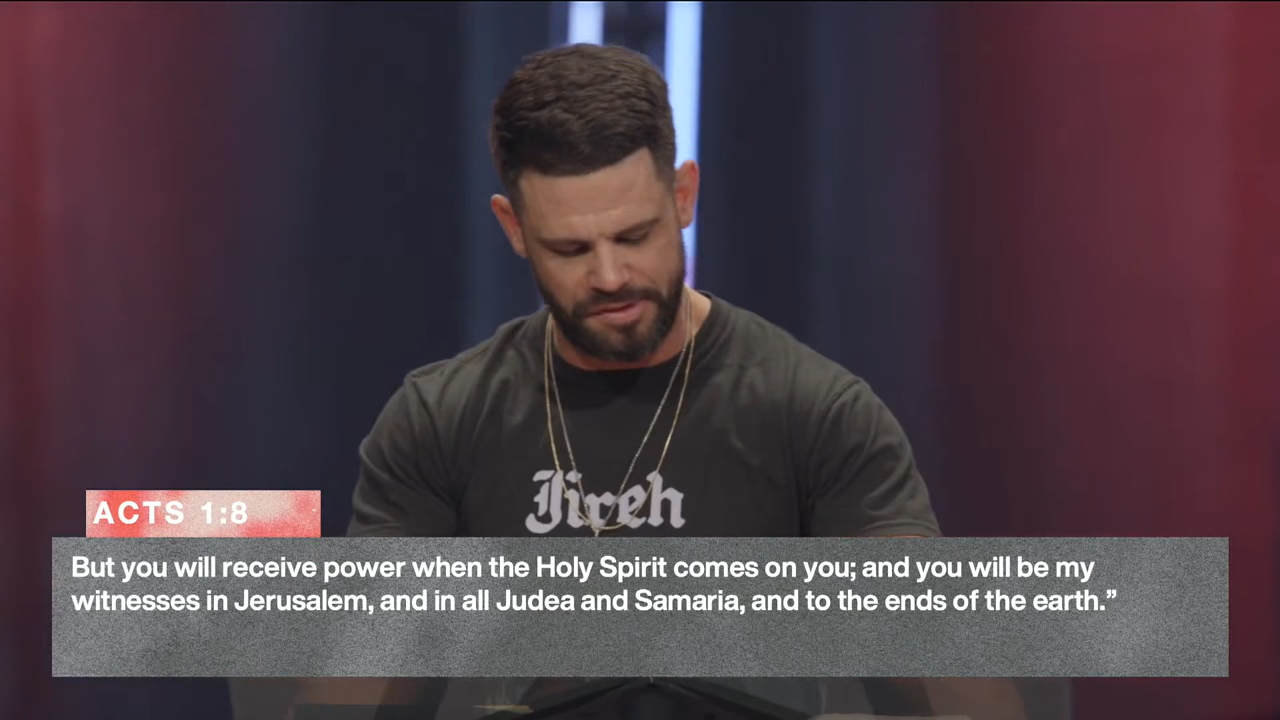 Jireh
ACTS 1:8
But you will receive power when the Holy Spirit comes on you; and you will be my
witnesses in Jerusalem, and in all Judea and Samaria, and to the ends of the earth.”